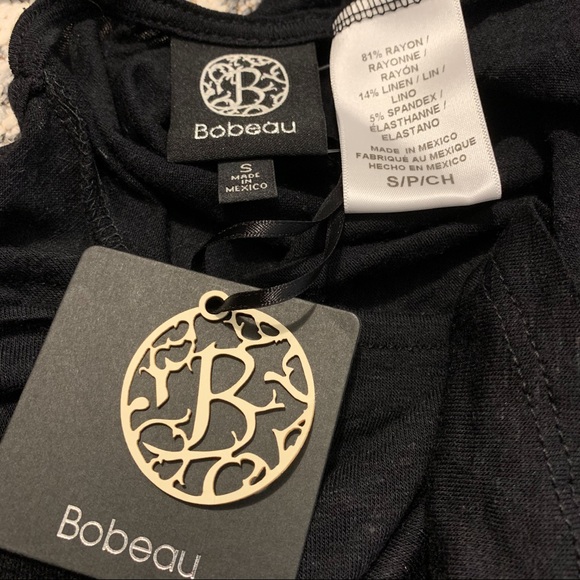 B
Bobeau
S
MADE
IN
MEXICO
81% RAYON /
RAYONNE /
RAYÓN
14% LINEN / LIN /
LINO
5% SPANDEX /
ÉLASTHANNE /
ELASTANO
MADE IN MEXICO
FABRIQUÉ AU MEXIQUE
HECHO EN MÉXICO
S/P/CH
B
Bobeau